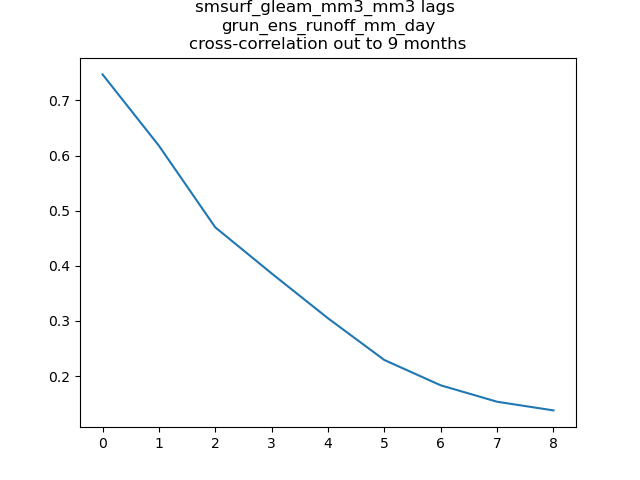 smsurf_gleam_mm3_mm3 lags
grun_ens_runoff_mm_day
cross-correlation out to 9 months
0.7
0.6
0.5
0.4
0.3
0.2
0 1 2 3 4 5 6 7 8